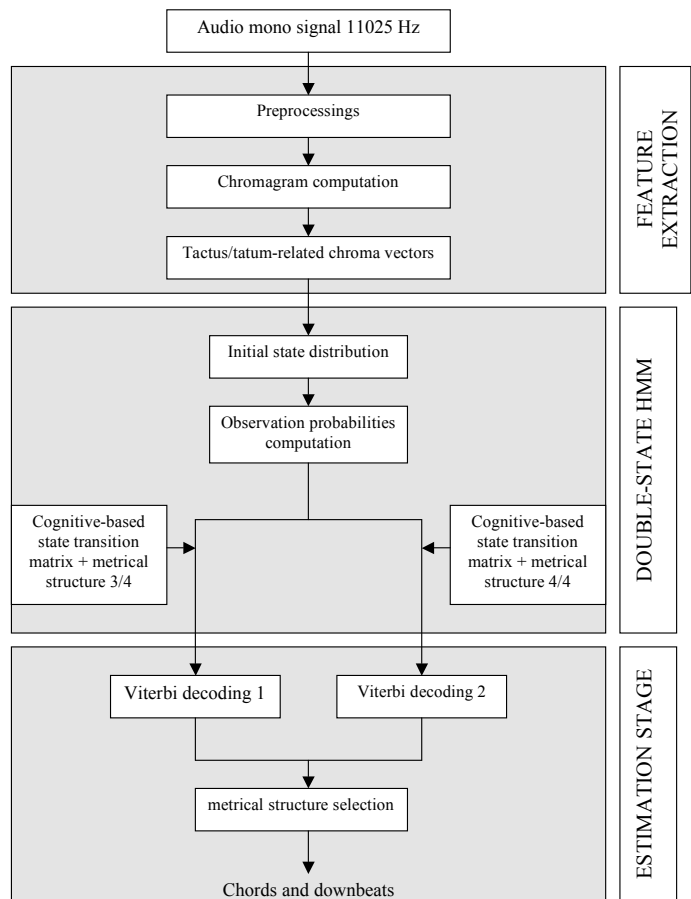 Audio mono signal 11025 Hz
Preprocessings
Chromagram computation
Tactus/tatum-related chroma vectors
FEATURE
EXTRACTION
Initial state distribution
Observation probabilities
computation
Cognitive-based
state transition
matrix + metrical
structure 3/4
Cognitive-based
state transition
matrix + metrical
structure 4/4
DOUBLE-STATE HMM
Viterbi decoding 1
Viterbi decoding 2
metrical structure selection
Chords and downbeats
ESTIMATION STAGE